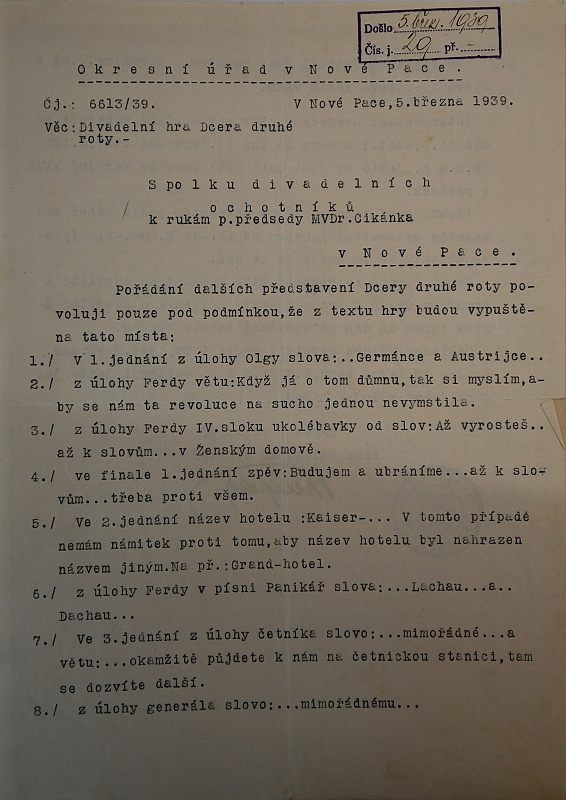 Došlo 5. břez. 1939
Čís. j. 29 př. —
Okresní úřad v Nové Pace.
Čj.: 6613/39.
V Nové Pace, 5. března 1939.
Věc: Divadelní hra Dcera druhé
roty.-
Spolku divadelních
ochotníků
k rukám p. předsedy MVDr. Cikánka
v Nové Pace.
Pořádání dalších představení Dcery druhé roty po-
voluji pouze pod podmínkou, že z textu hry budou vypuště-
na tato místa:
1./ V 1. jednání z úlohy Olgy slova:..Germánce a Austrijce..
2./ z úlohy Ferdy větu: Když já o tom důmnu, tak si myslím, a-
by se nám ta revoluce na sucho jednou nevymstila.
3./ z úlohy Ferdy IV. sloku ukolébavky od slov: Až vyrosteš..
až k slovům...v Ženským domově.
4./ ve finale 1. jednání zpěv: Budujem a ubráníme...až k slo-
vům...třeba proti všem.
5./ Ve 2. jednání název hotelu :Kaiser-... V tomto případě
nemám námitek proti tomu, aby název hotelu byl nahrazen
názvem jiným. Na př.: Grand-hotel.
6./ z úlohy Ferdy v písni Panikář slova:...Lachau...a..
Dachau...
7./ Ve 3. jednání z úlohy četníka slovo:...mimořádné...a
větu:...okamžitě půjdete k nám na četnickou stanici, tam
se dozvíte další.
8./ z úlohy generála slovo:...mimořádnému...